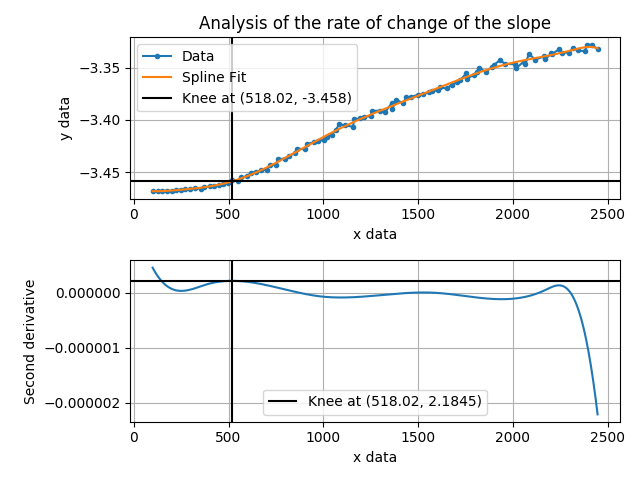 Analysis of the rate of change of the slope
Data
Spline Fit
Knee at (518.02, -3.458)
y data
−3.35
−3.40
−3.45
0 500 1000 1500 2000 2500
x data
Second derivative
0.000000
−0.000001
−0.000002
Knee at (518.02, 2.1845)
0 500 1000 1500 2000 2500
x data